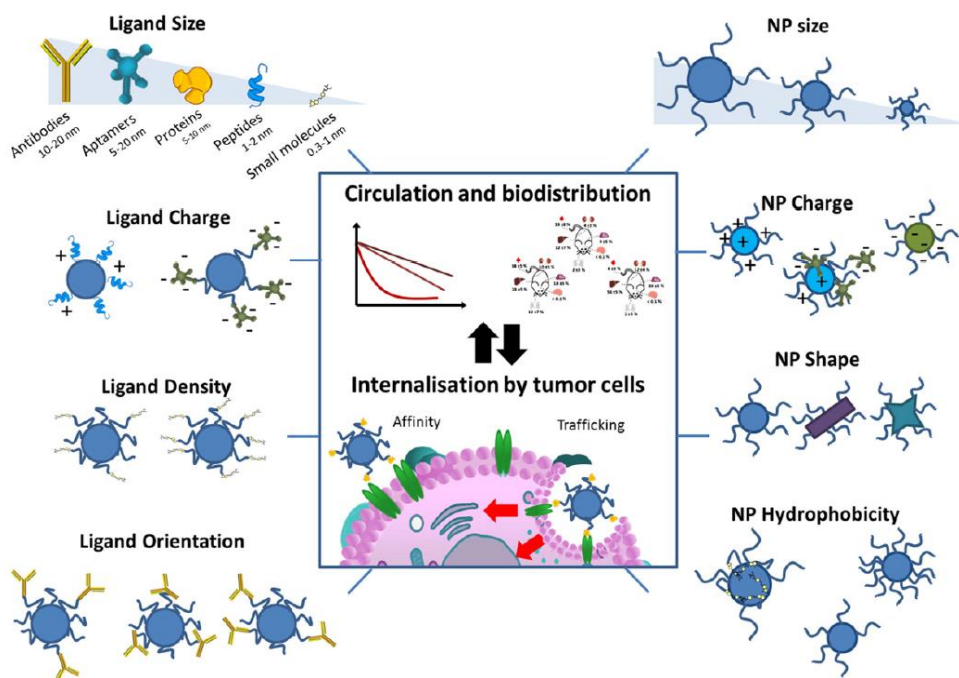 Ligand Size
NP size
Antibodies
10-20 nm
Aptamers
5-20 nm
Proteins
5-10 nm
Peptides
1-2 nm
Small molecules
0.3-1 nm
Circulation and biodistribution
Ligand Charge
+
+
+
-
-
-
-
-
-
NP Charge
+
+
+
+
+
-
-
-
-
-
-
-
-
Internalisation by tumor cells
Affinity
Trafficking
Ligand Density
NP Shape
Ligand Orientation
NP Hydrophobicity